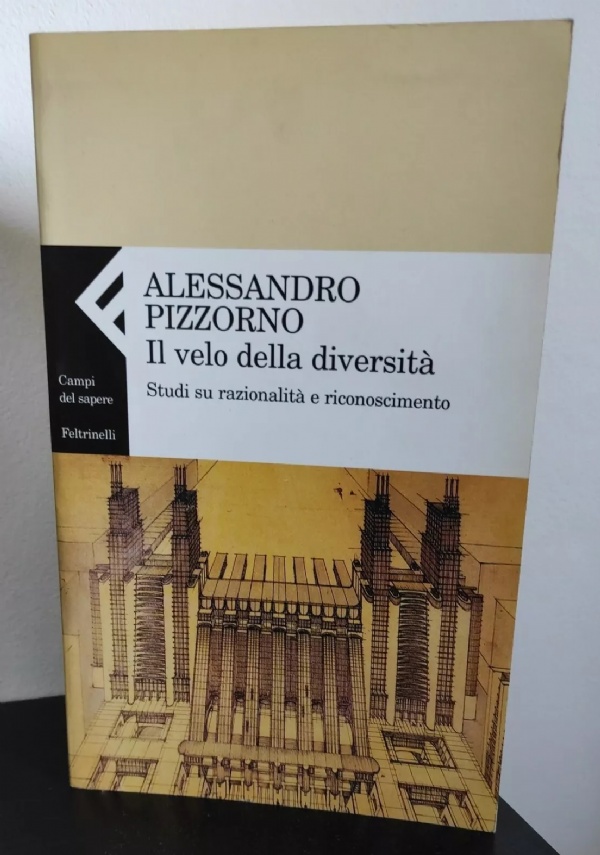 ALESSANDRO
PIZZORNO
Il velo della diversità
Studi su razionalità e riconoscimento
Campi
del sapere
Feltrinelli